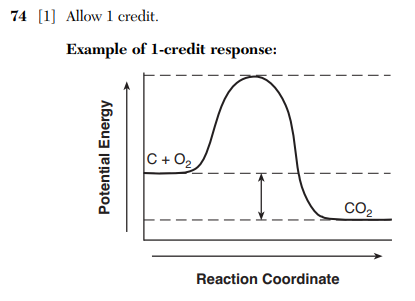 74 [1] Allow 1 credit.
Example of 1-credit response:
Potential Energy
C + O₂
CO₂
Reaction Coordinate